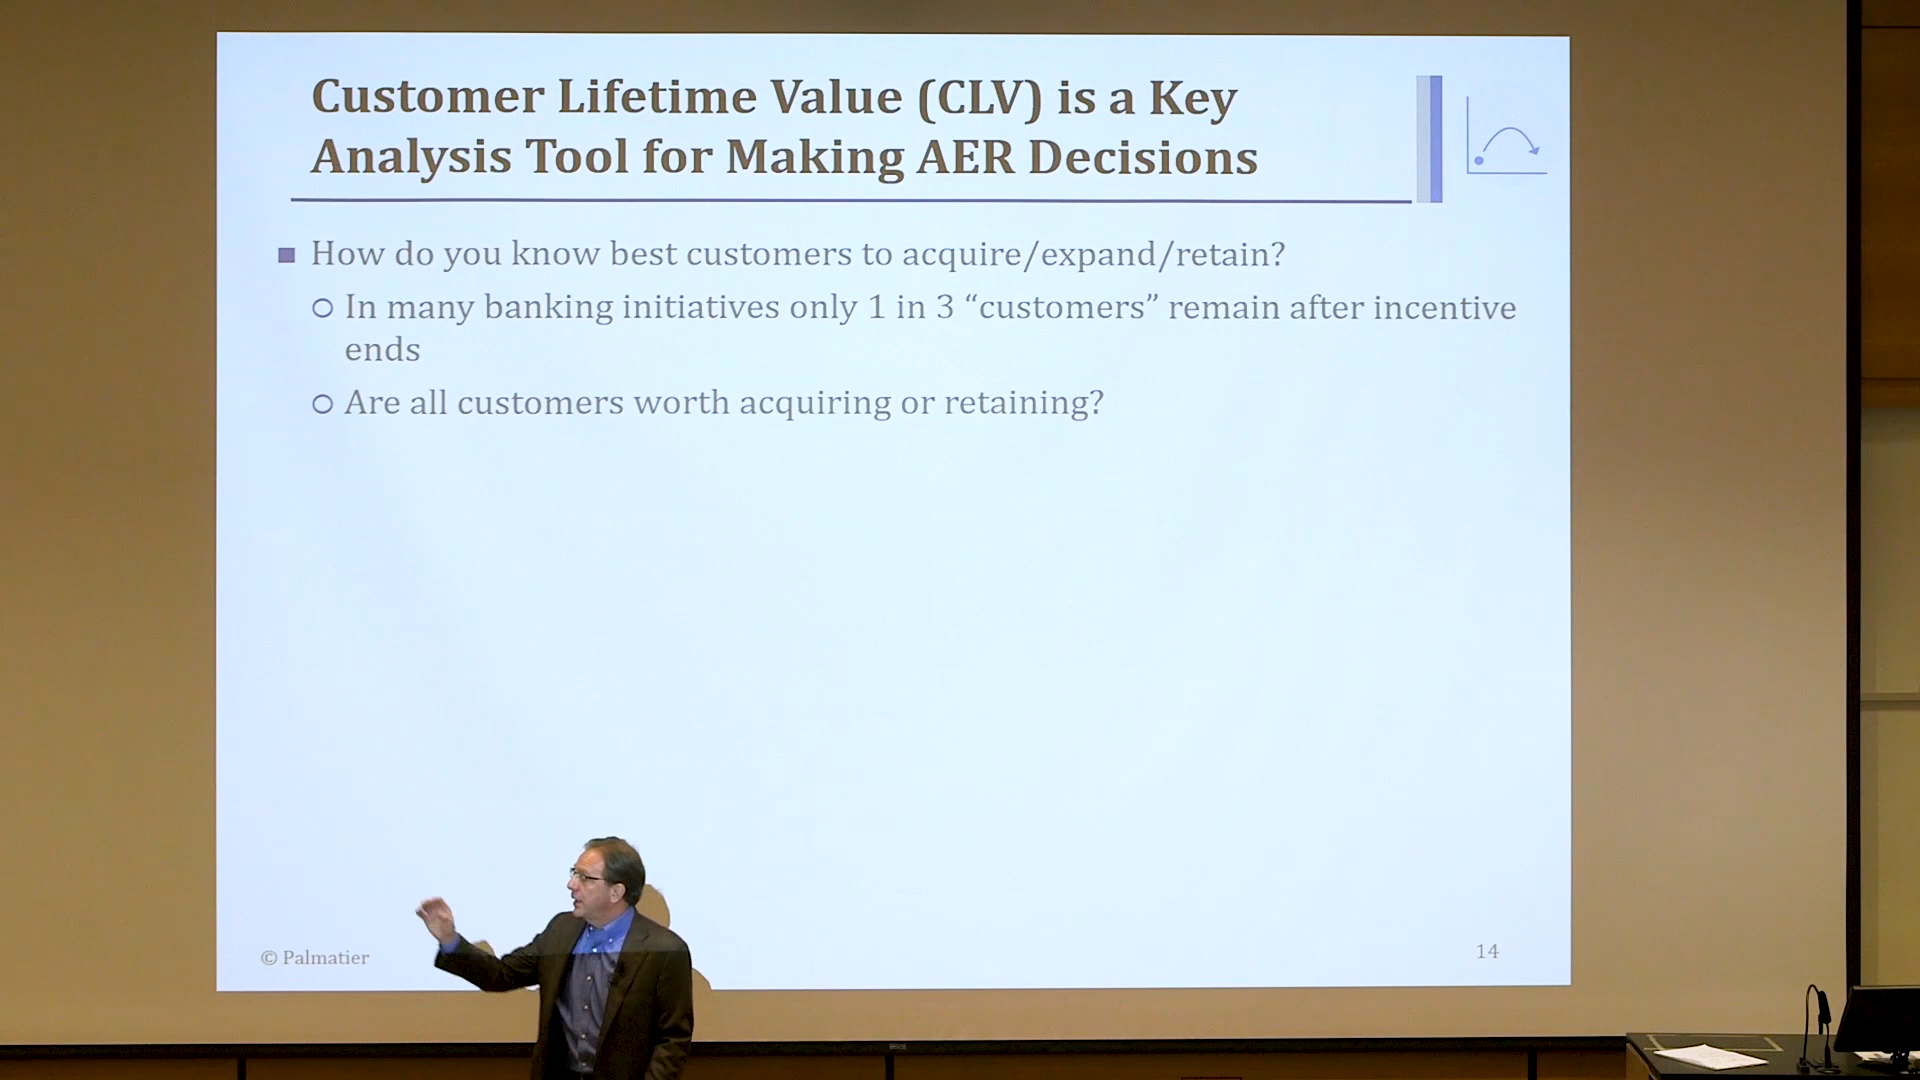 Customer Lifetime Value (CLV) is a Key
Analysis Tool for Making AER Decisions
How do you know best customers to acquire/expand/retain?
In many banking initiatives only 1 in 3 “customers” remain after incentive
ends
Are all customers worth acquiring or retaining?
© Palmatier
14